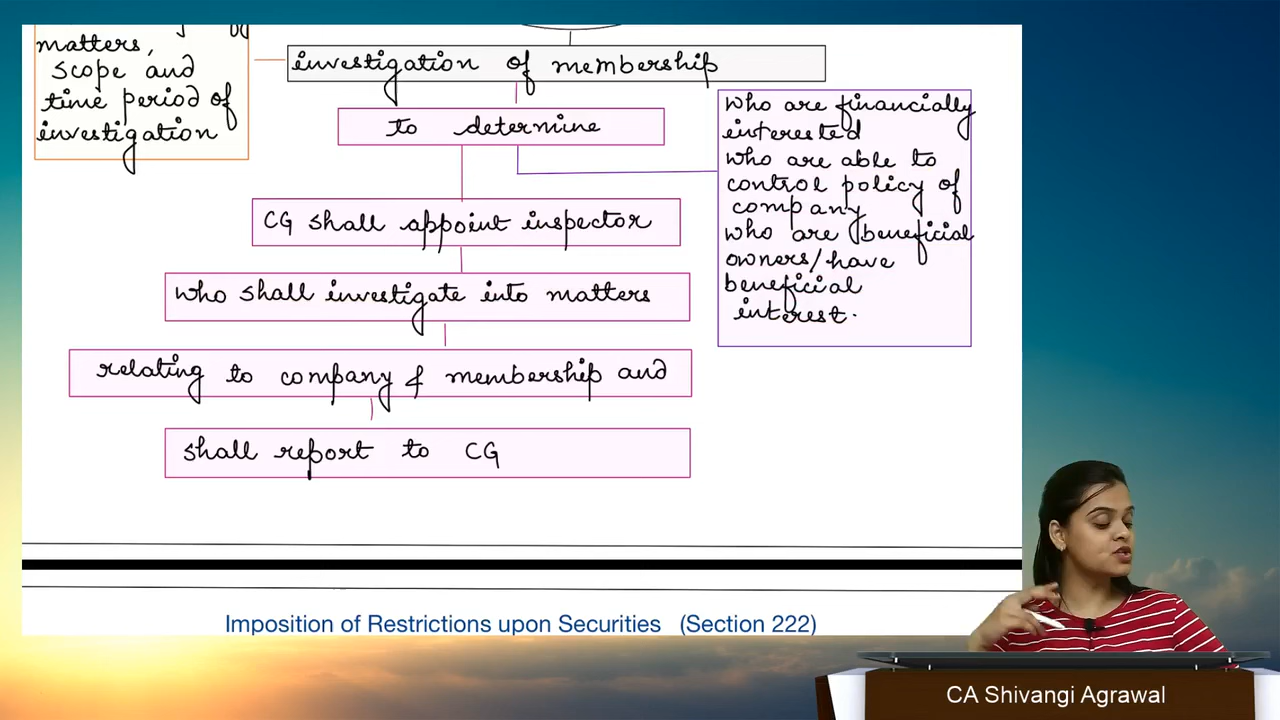 matters,
scope and
time period of
investigation
investigation of membership
to determine
who are financially
interested
who are able to
control policy of
company
who are beneficial
owners/have
beneficial
interest.
CG shall appoint inspector
who shall investigate into matters
relating to company & membership and
shall report to CG
Imposition of Restrictions upon Securities (Section 222)
CA Shivangi Agrawal